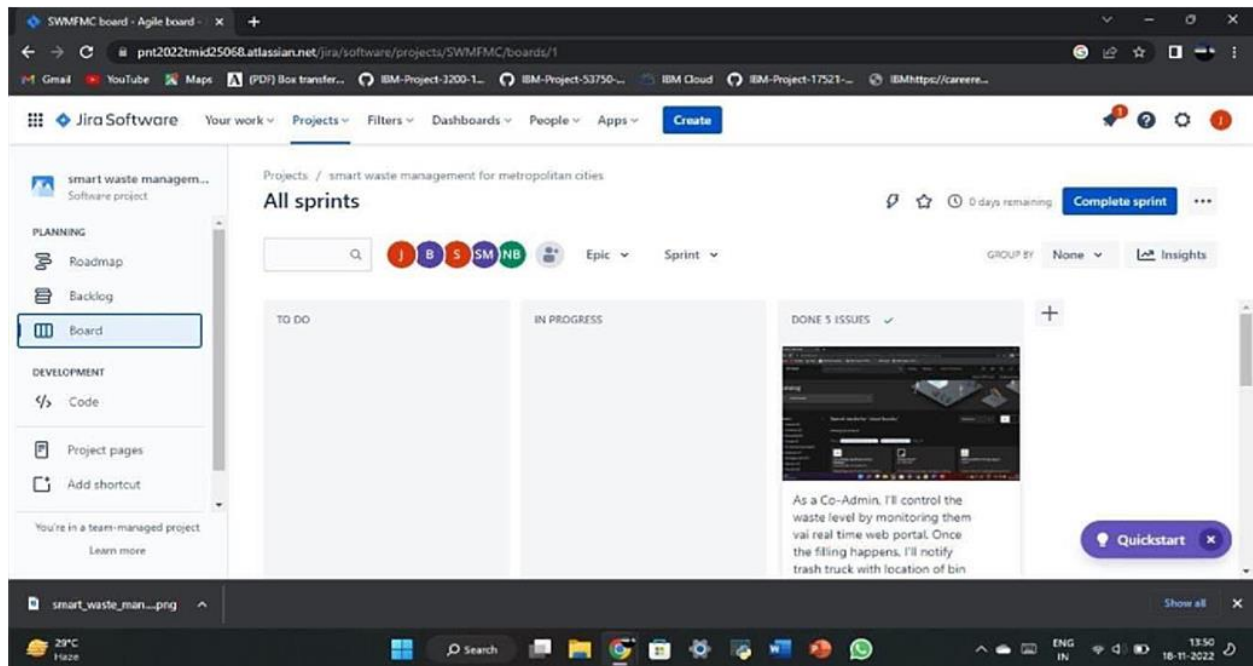 SWMFMC board - Agile board -
pnt2022tmid25068.atlassian.net/jira/software/projects/SWMFMC/boards/1
Gmail YouTube Maps (PDF) Box transfer... IBM-Project-3200-1... IBM-Project-53750-... IBM Cloud IBM-Project-17521-... IBMhttps://careere...
Jira Software Your work Projects Filters Dashboards People Apps Create 1 J
smart waste managem...
Software project
PLANNING
Roadmap
Backlog
Board
DEVELOPMENT
Code
Project pages
Add shortcut
You're in a team-managed project
Learn more
Projects / smart waste management for metropolitan cities
All sprints
0 days remaining Complete sprint
J B S SM NB Epic Sprint GROUP BY None Insights
TO DO IN PROGRESS DONE 5 ISSUES
As a Co-Admin, I'll control the
waste level by monitoring them
vai real time web portal. Once
the filling happens, I'll notify
trash truck with location of bin
Quickstart
smart_waste_man....png Show all
29°C
Haze
Search
ENG
IN
13:50
18-11-2022